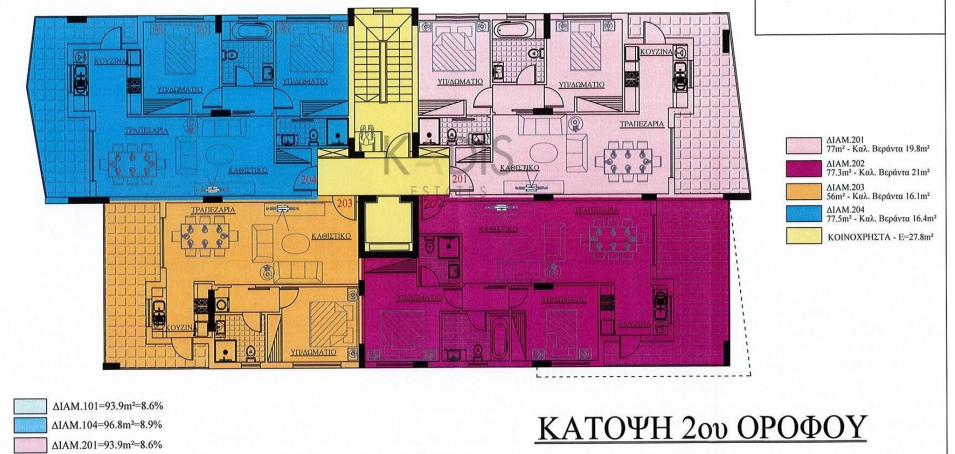 ΚΟΥΖΙΝΑ
ΥΠ/ΔΩΜΑΤΙΟ
ΥΠ/ΔΩΜΑΤΙΟ
ΥΠ/ΔΩΜΑΤΙΟ
ΥΠ/ΔΩΜΑΤΙΟ
ΚΟΥΖΙΝΑ
ΤΡΑΠΕΖΑΡΙΑ
ΤΡΑΠΕΖΑΡΙΑ
ΚΑΘΙΣΤΙΚΟ
ΚΑΘΙΣΤΙΚΟ
KADIS
ESTATES
204
201
203
202
ΤΡΑΠΕΖΑΡΙΑ
ΚΑΘΙΣΤΙΚΟ
ΚΑΘΙΣΤΙΚΟ
ΤΡΑΠΕΖΑΡΙΑ
ΚΟΥΖΙΝΑ
ΥΠ/ΔΩΜΑΤΙΟ
ΥΠ/ΔΩΜΑΤΙΟ
ΥΠ/ΔΩΜΑΤΙΟ
ΚΟΥΖΙΝΑ
ΔΙΑΜ.201
77m² - Καλ. Βεράντα 19.8m²
ΔΙΑΜ.202
77.3m² - Καλ. Βεράντα 21m²
ΔΙΑΜ.203
56m² - Καλ. Βεράντα 16.1m²
ΔΙΑΜ.204
77.5m² - Καλ. Βεράντα 16.4m²
ΚΟΙΝΟΧΡΗΣΤΑ - Ε=27.8m²
ΔΙΑΜ.101=93.9m²=8.6%
ΔΙΑΜ.104=96.8m²=8.9%
ΔΙΑΜ.201=93.9m²=8.6%
ΚΑΤΟΨΗ 2ου ΟΡΟΦΟΥ